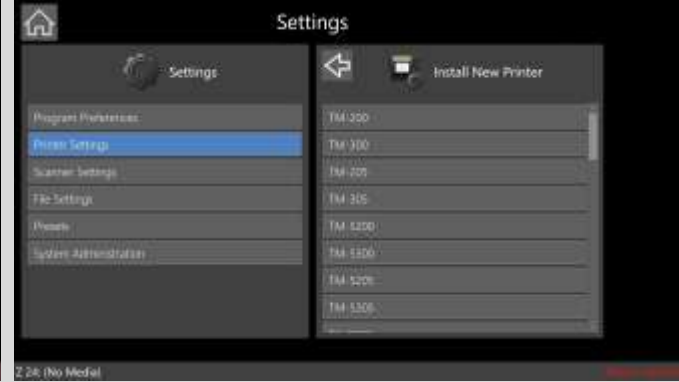 Settings
Settings
Program Preferences
Printer Settings
Scanner Settings
File Settings
Presets
System Administration
Install New Printer
TM-200
TM-300
TM-205
TM-305
TM-5200
TM-5300
TM-5205
TM-5305
Z 24: (No Media)